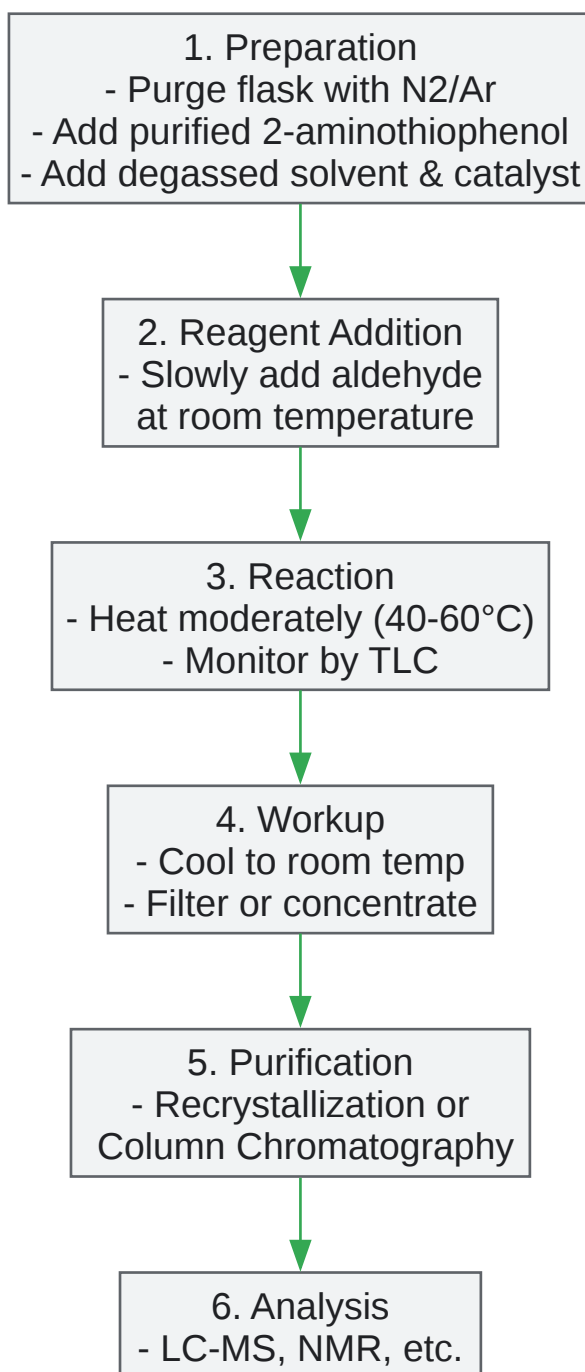 1. Preparation
- Purge flask with N2/Ar
- Add purified 2-aminothiophenol
- Add degassed solvent & catalyst
2. Reagent Addition
- Slowly add aldehyde
at room temperature
3. Reaction
- Heat moderately (40-60°C)
- Monitor by TLC
4. Workup
- Cool to room temp
- Filter or concentrate
5. Purification
- Recrystallization or
Column Chromatography
6. Analysis
- LC-MS, NMR, etc.